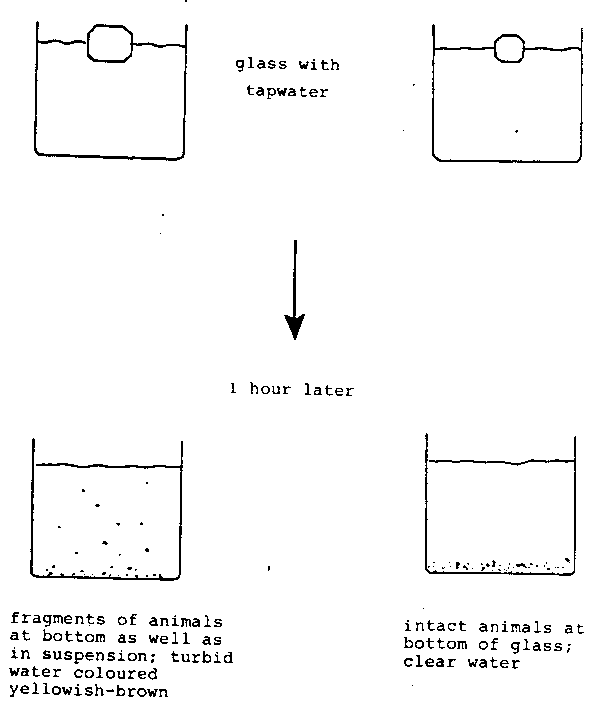 glass with
tapwater
1 hour later
fragments of animals
at bottom as well as
in suspension; turbid
water coloured
yellowish-brown
intact animals at
bottom of glass;
clear water